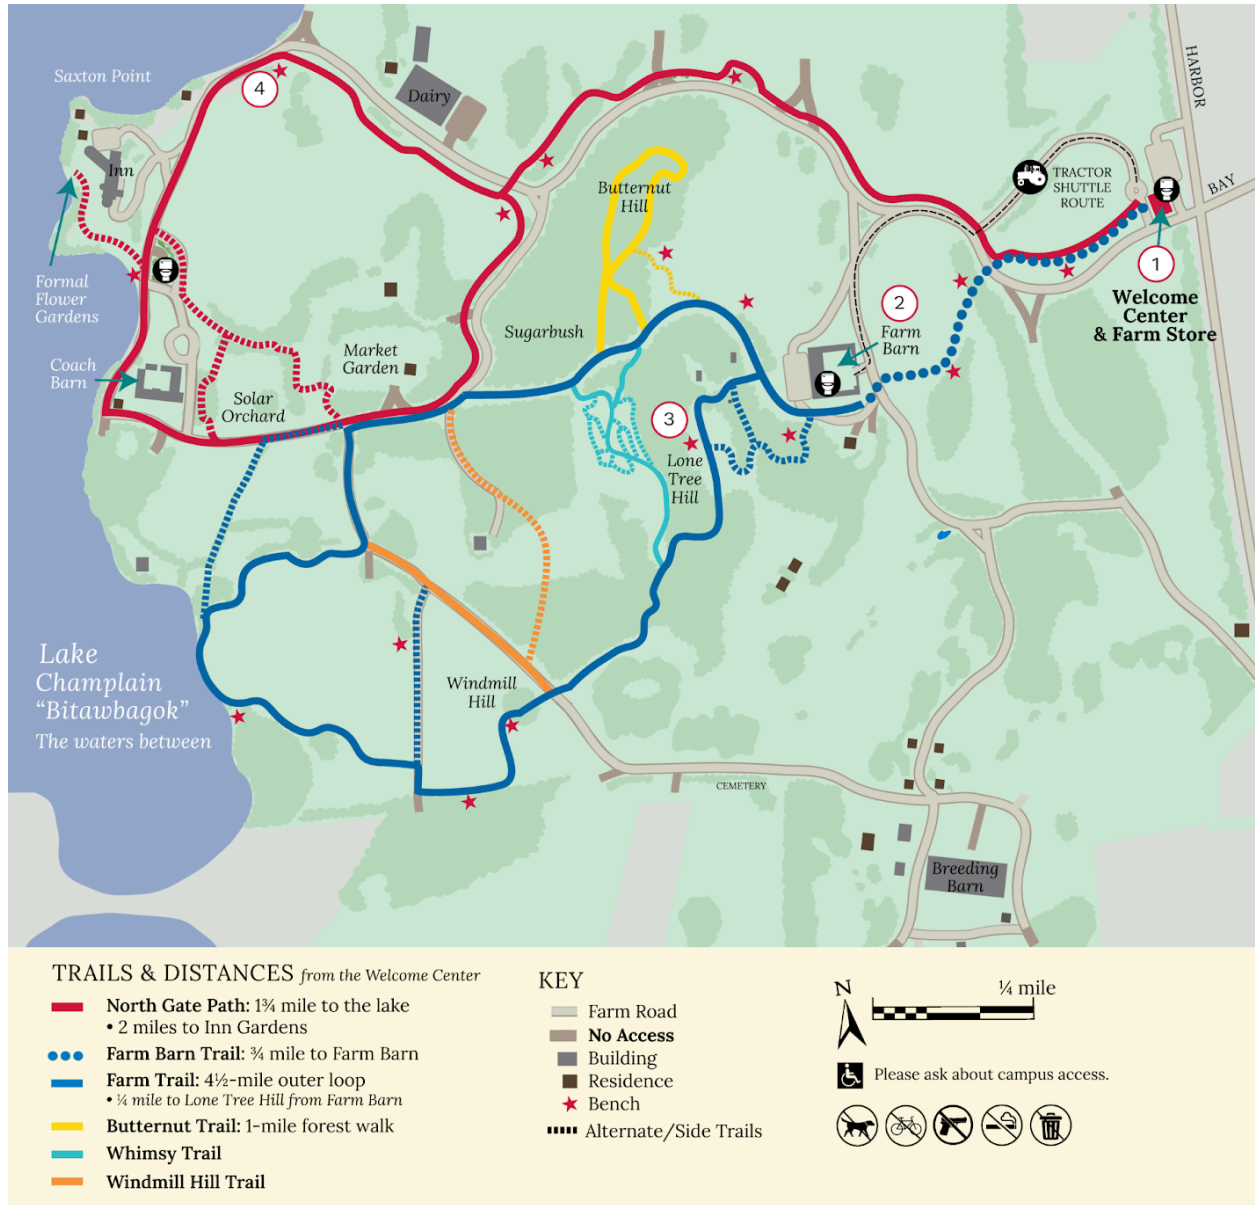 Saxton Point
4
Dairy
HARBOR
Inn
Butternut
Hill
TRACTOR
SHUTTLE
ROUTE
BAY
Formal
Flower
Gardens
1
Welcome
Center
& Farm Store
2
Farm
Barn
Sugarbush
Market
Garden
Coach
Barn
Solar
Orchard
3
Lone
Tree
Hill
Lake
Champlain
“Bitawbagok”
The waters between
Windmill
Hill
CEMETERY
Breeding
Barn
TRAILS & DISTANCES from the Welcome Center
North Gate Path: 1¾ mile to the lake
• 2 miles to Inn Gardens
Farm Barn Trail: ¾ mile to Farm Barn
Farm Trail: 4½-mile outer loop
• ¼ mile to Lone Tree Hill from Farm Barn
Butternut Trail: 1-mile forest walk
Whimsy Trail
Windmill Hill Trail
KEY
Farm Road
No Access
Building
Residence
Bench
Alternate/Side Trails
N
¼ mile
Please ask about campus access.